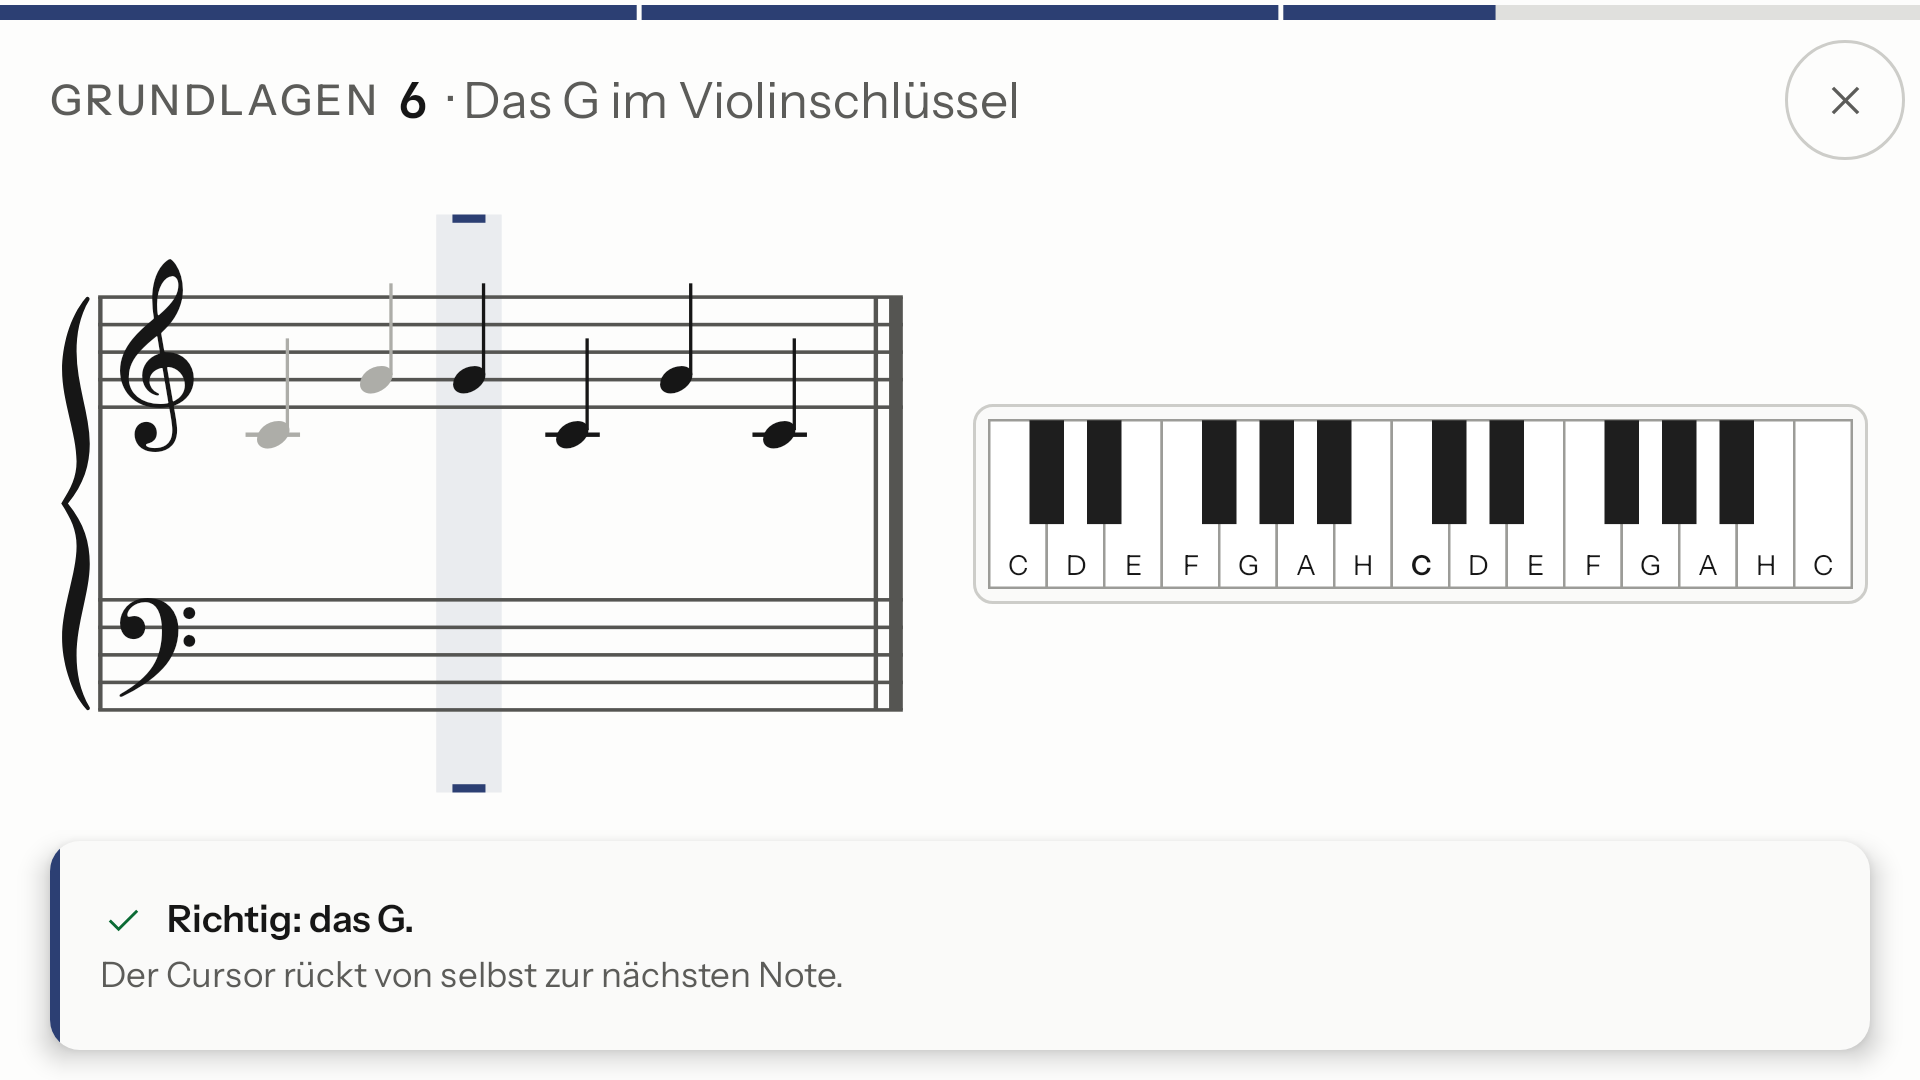 GRUNDLAGEN 6 · Das G im Violinschlüssel
C D E F G A H C D E F G A H C
Richtig: das G.
Der Cursor rückt von selbst zur nächsten Note.